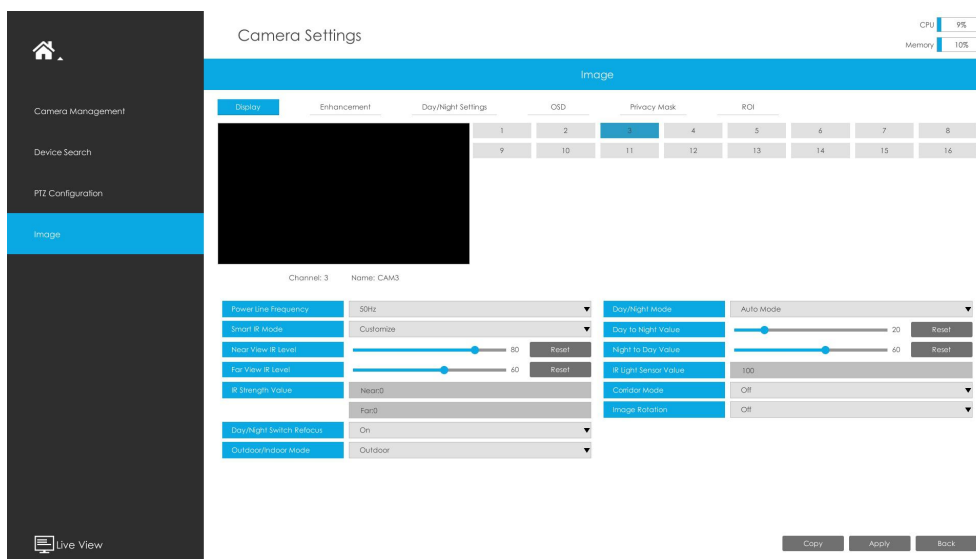 Camera Settings
CPU 9%
Memory 10%
Image
Camera Management
Device Search
PTZ Configuration
Image
Live View
Display Enhancement Day/Night Settings OSD Privacy Mask ROI
1 2 3 4 5 6 7 8
9 10 11 12 13 14 15 16
Channel: 3 Name: CAM3
Power Line Frequency 50Hz
Smart IR Mode Customize
Near View IR Level 80 Reset
Far View IR Level 60 Reset
IR Strength Value Near:0
Far:0
Day/Night Switch Refocus On
Outdoor/Indoor Mode Outdoor
Day/Night Mode Auto Mode
Day to Night Value 20 Reset
Night to Day Value 60 Reset
IR Light Sensor Value 100
Corridor Mode Off
Image Rotation Off
Copy Apply Back